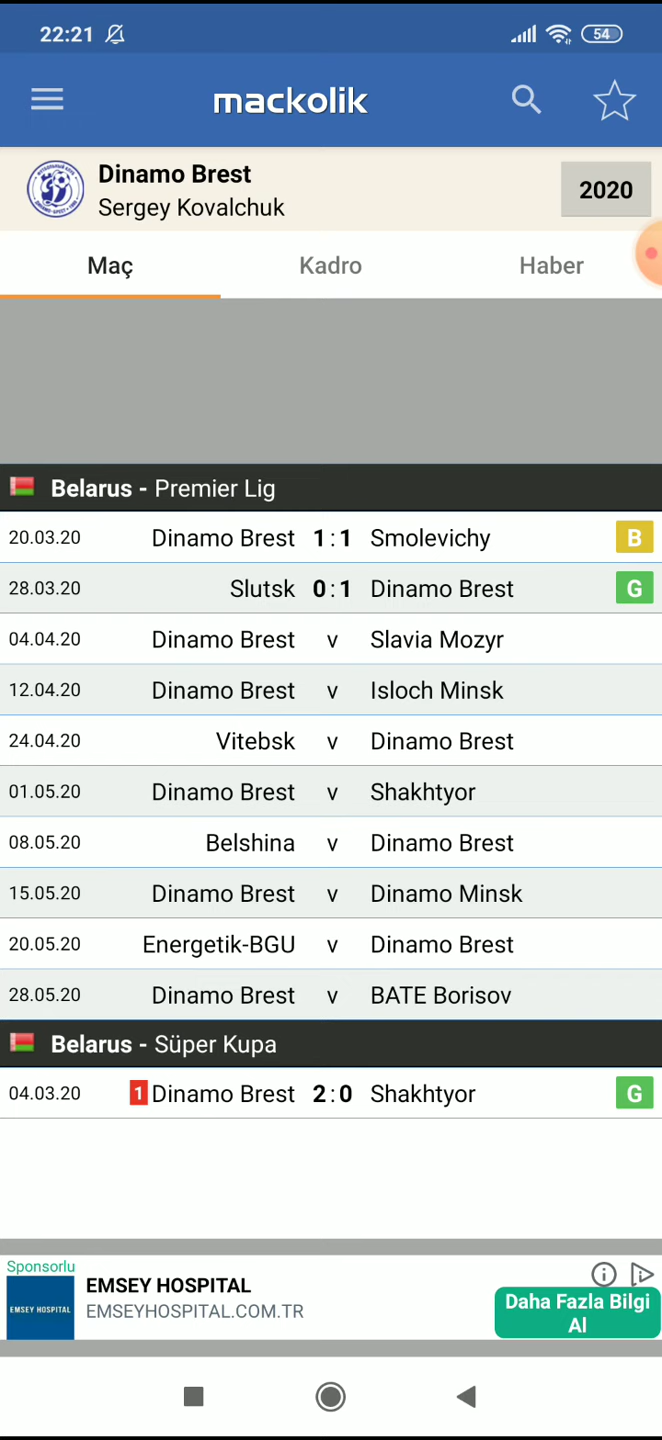 22:21 54
mackolik
Dinamo Brest
Sergey Kovalchuk
2020
Maç Kadro Haber
Belarus - Premier Lig
20.03.20 Dinamo Brest 1 : 1 Smolevichy B
28.03.20 Slutsk 0 : 1 Dinamo Brest G
04.04.20 Dinamo Brest v Slavia Mozyr
12.04.20 Dinamo Brest v Isloch Minsk
24.04.20 Vitebsk v Dinamo Brest
01.05.20 Dinamo Brest v Shakhtyor
08.05.20 Belshina v Dinamo Brest
15.05.20 Dinamo Brest v Dinamo Minsk
20.05.20 Energetik-BGU v Dinamo Brest
28.05.20 Dinamo Brest v BATE Borisov
Belarus - Süper Kupa
04.03.20 1 Dinamo Brest 2 : 0 Shakhtyor G
Sponsorlu
EMSEY HOSPITAL
EMSEY HOSPITAL
EMSEYHOSPITAL.COM.TR
Daha Fazla Bilgi
Al